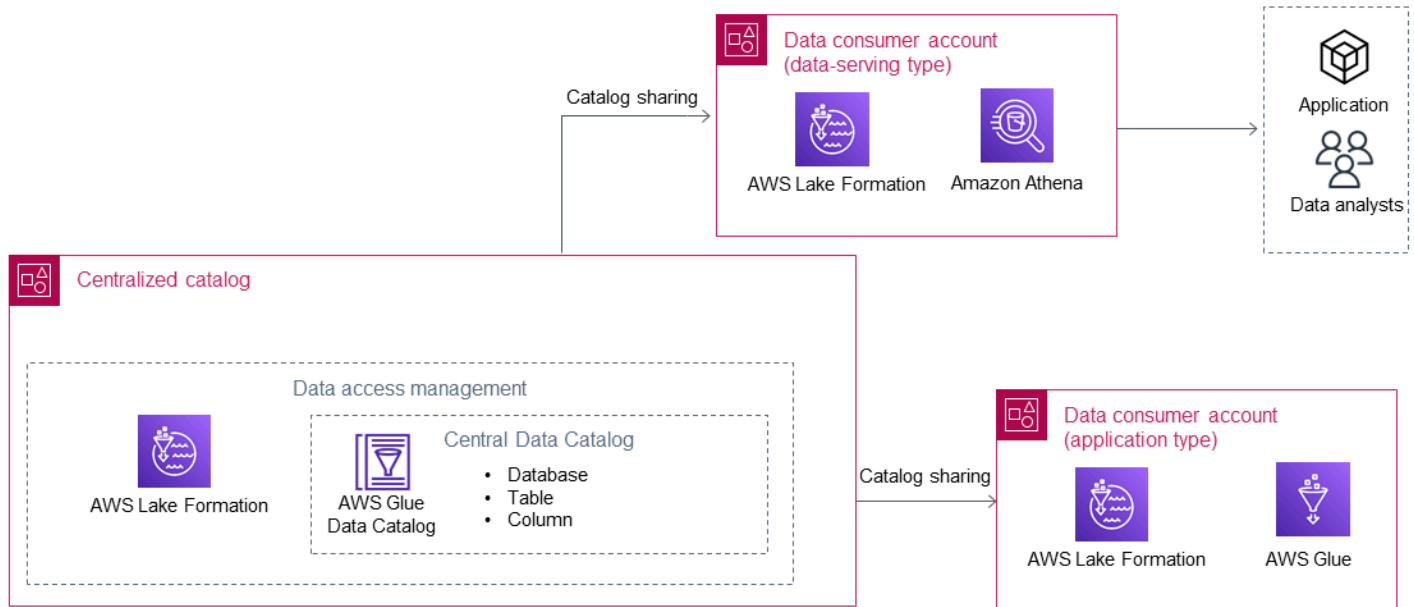 Data consumer account
(data-serving type)
Catalog sharing
AWS Lake Formation
Amazon Athena
Application
Data analysts
Centralized catalog
Data access management
AWS Lake Formation
Central Data Catalog
• Database
• Table
• Column
AWS Glue
Data Catalog
Catalog sharing
Data consumer account
(application type)
AWS Lake Formation
AWS Glue